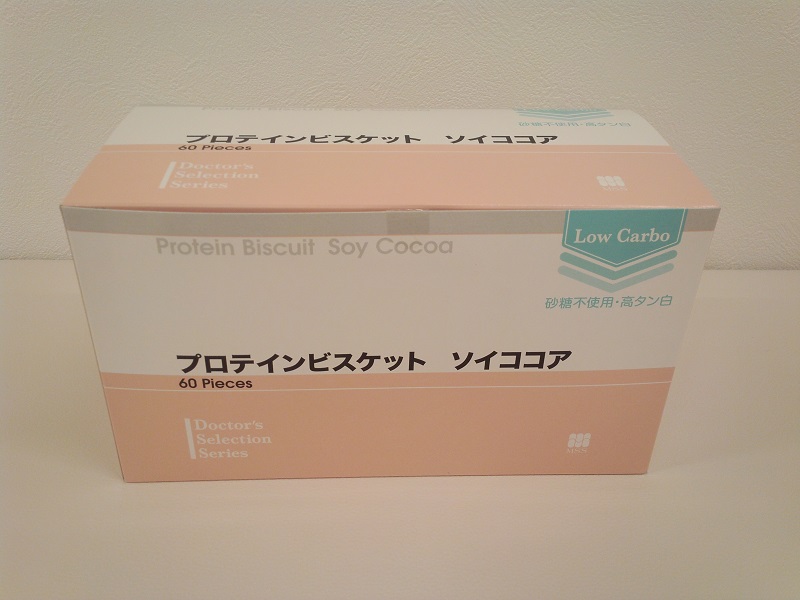 砂糖不使用・高タン白
プロテインビスケット ソイココア
60 Pieces
Doctor's
Selection
Series
Protein Biscuit Soy Cocoa
Low Carbo
砂糖不使用・高タン白
プロテインビスケット ソイココア
60 Pieces
Doctor's
Selection
Series